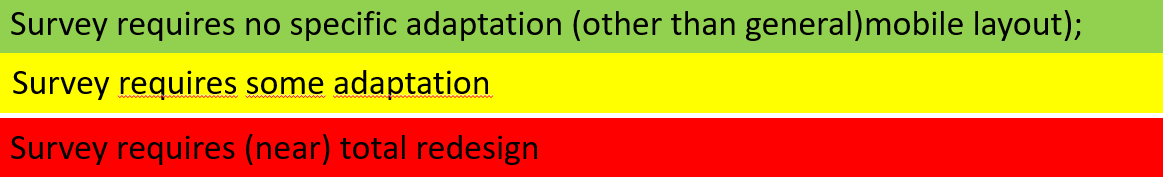 Survey requires no specific adaptation (other than general)mobile layout);
Survey requires some adaptation
Survey requires (near) total redesign